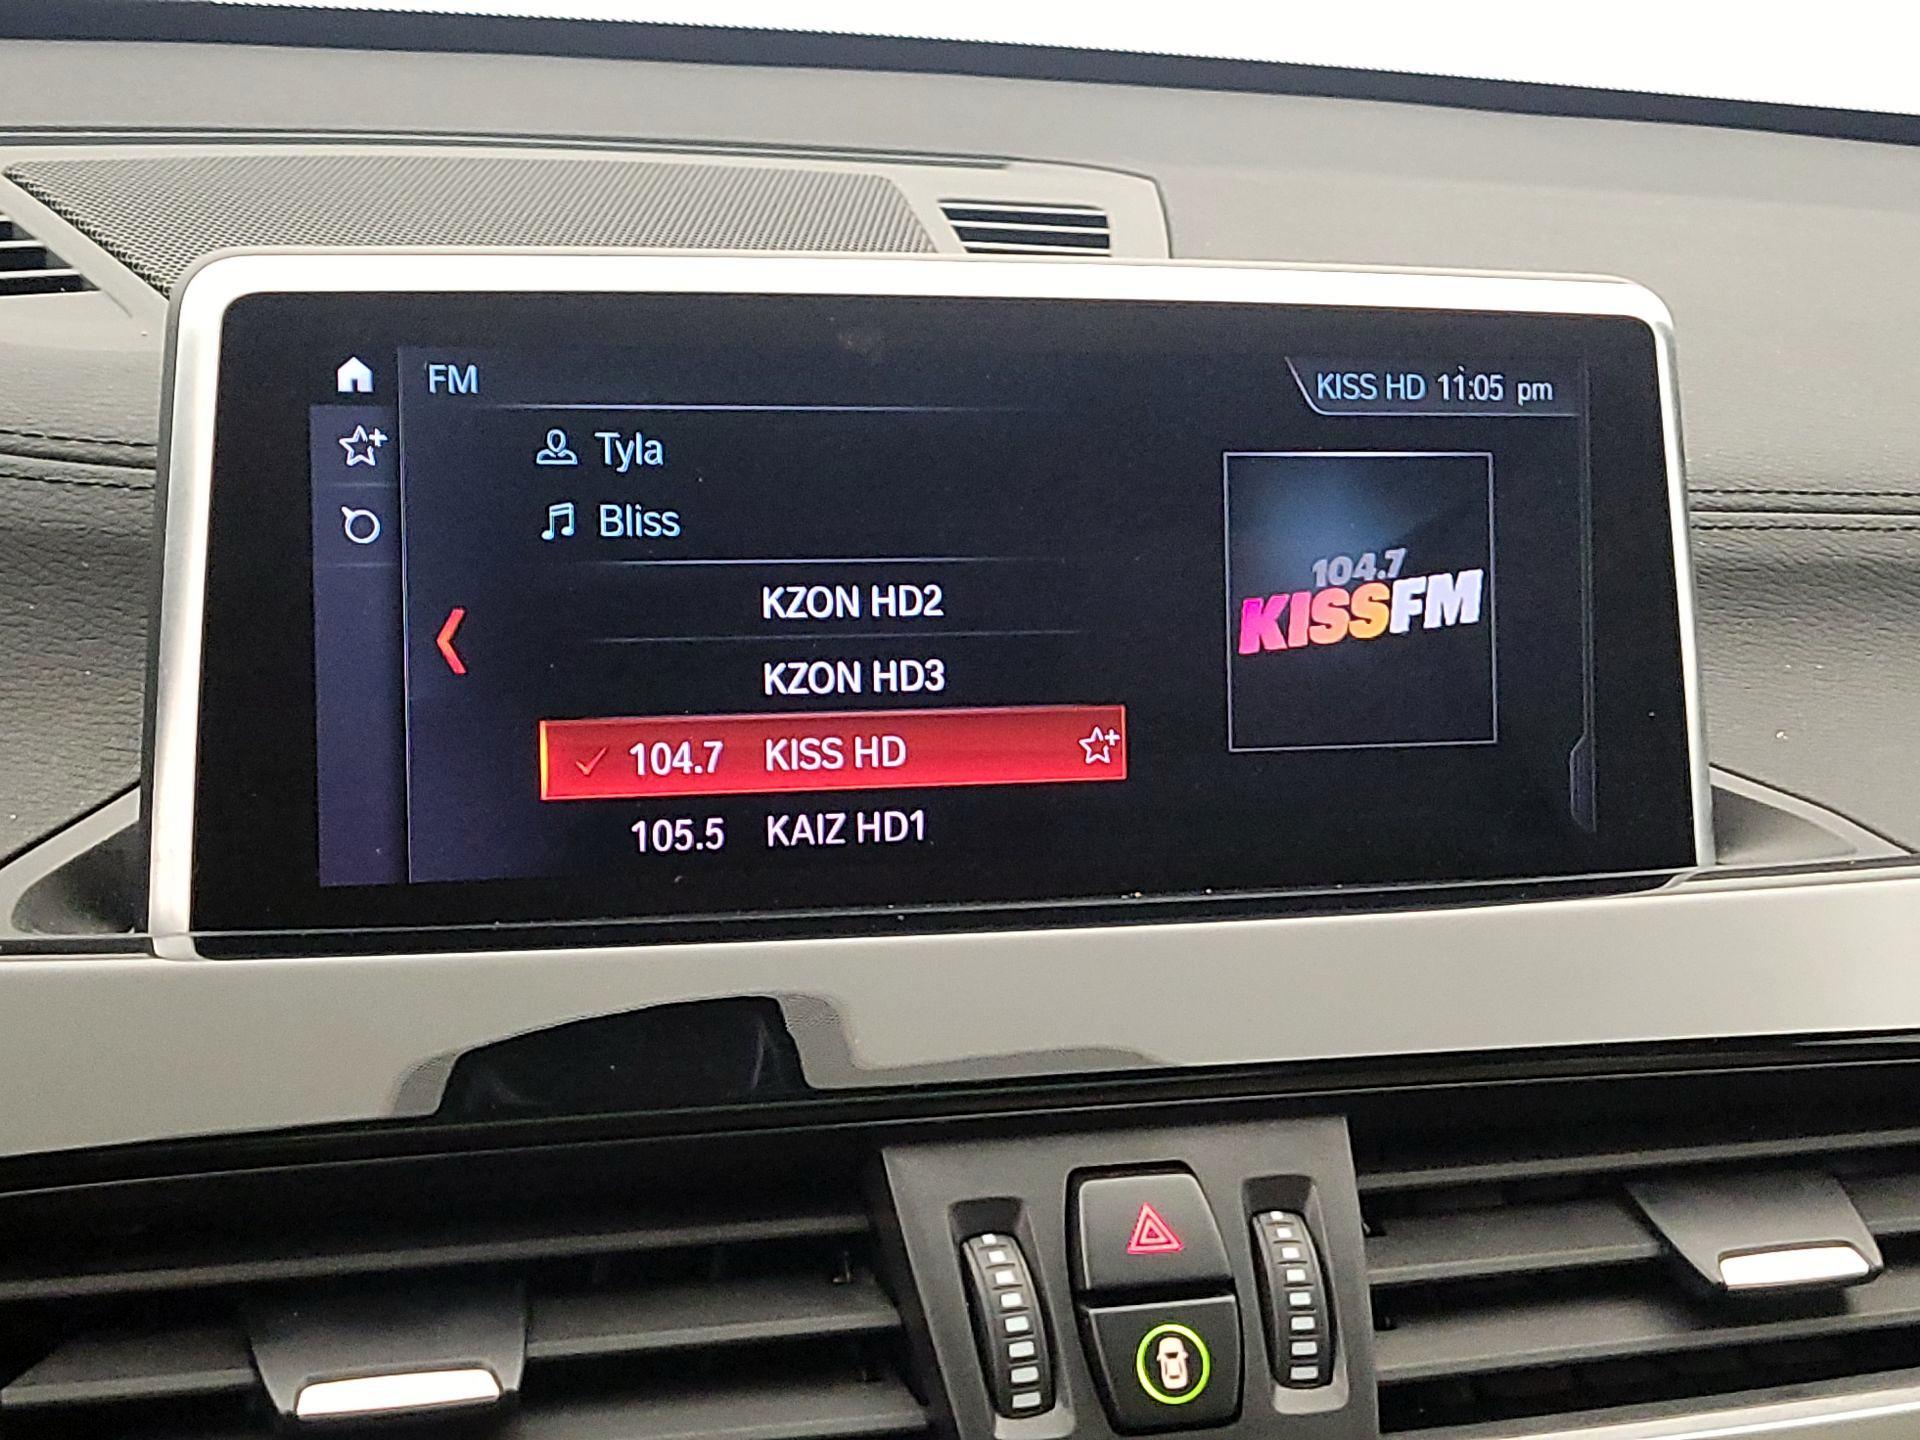 FM
KISS HD 11:05 pm
Tyla
Bliss
KZON HD2
KZON HD3
104.7 KISS HD
105.5 KAIZ HD1
104.7
KISSFM